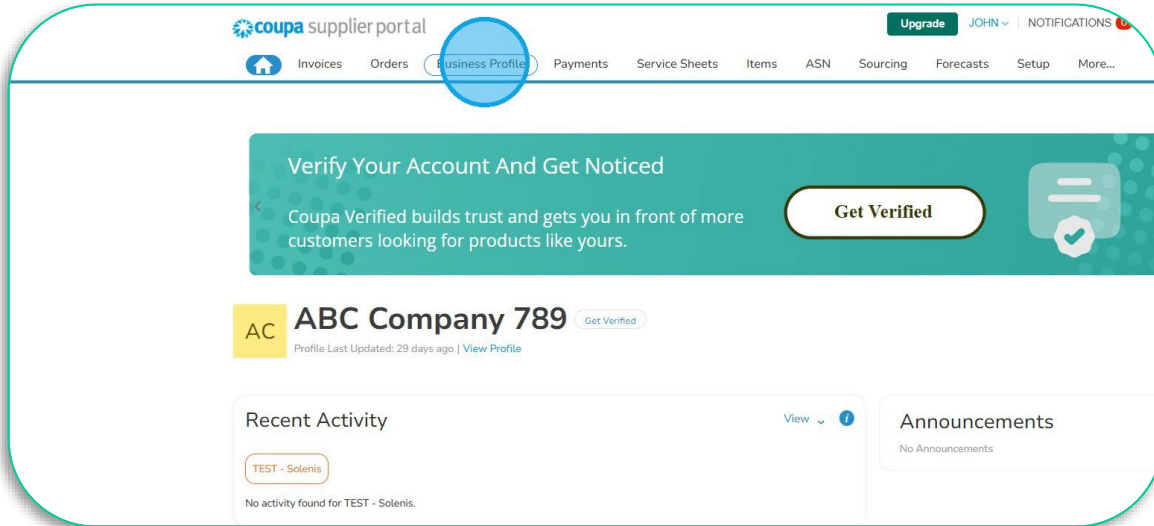 coupa supplier portal
Upgrade JOHN NOTIFICATIONS 0
Invoices Orders Business Profile Payments Service Sheets Items ASN Sourcing Forecasts Setup More...
Verify Your Account And Get Noticed
Coupa Verified builds trust and gets you in front of more
customers looking for products like yours.
Get Verified
AC
ABC Company 789 Get Verified
Profile Last Updated: 29 days ago | View Profile
Recent Activity View i
Announcements
No Announcements
TEST - Solenis
No activity found for TEST - Solenis.